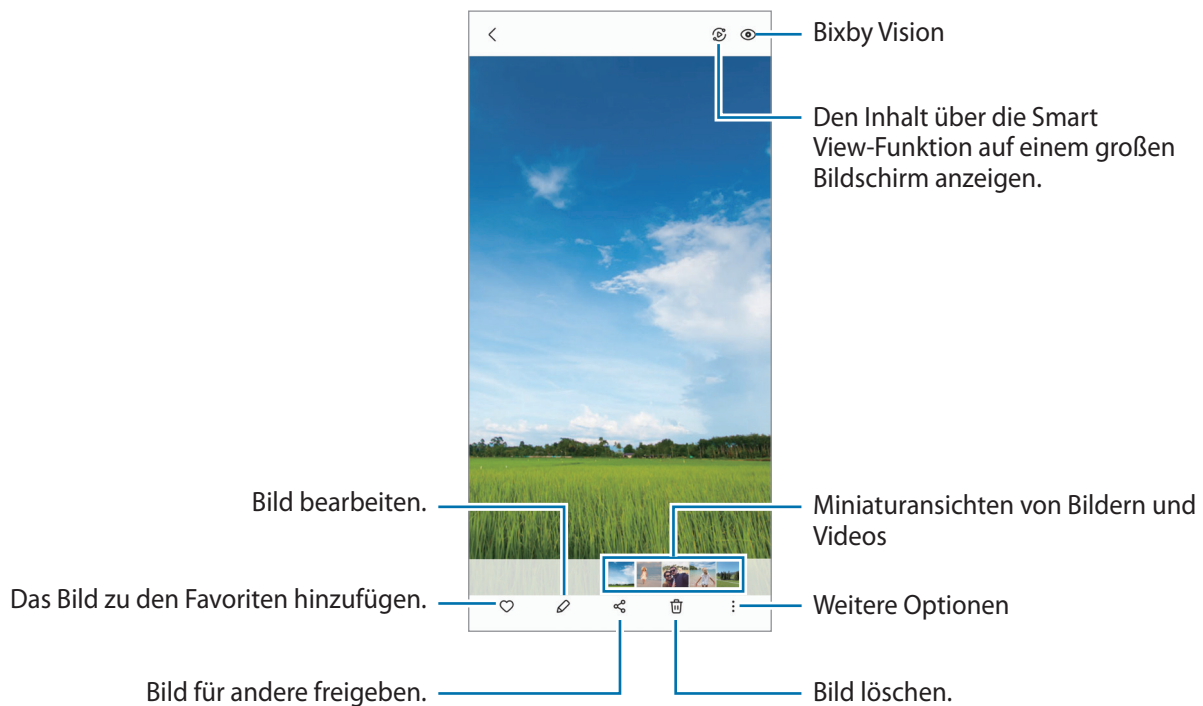 Bixby Vision
Den Inhalt über die Smart
View-Funktion auf einem großen
Bildschirm anzeigen.
Bild bearbeiten.
Miniaturansichten von Bildern und
Videos
Das Bild zu den Favoriten hinzufügen.
Weitere Optionen
Bild für andere freigeben.
Bild löschen.